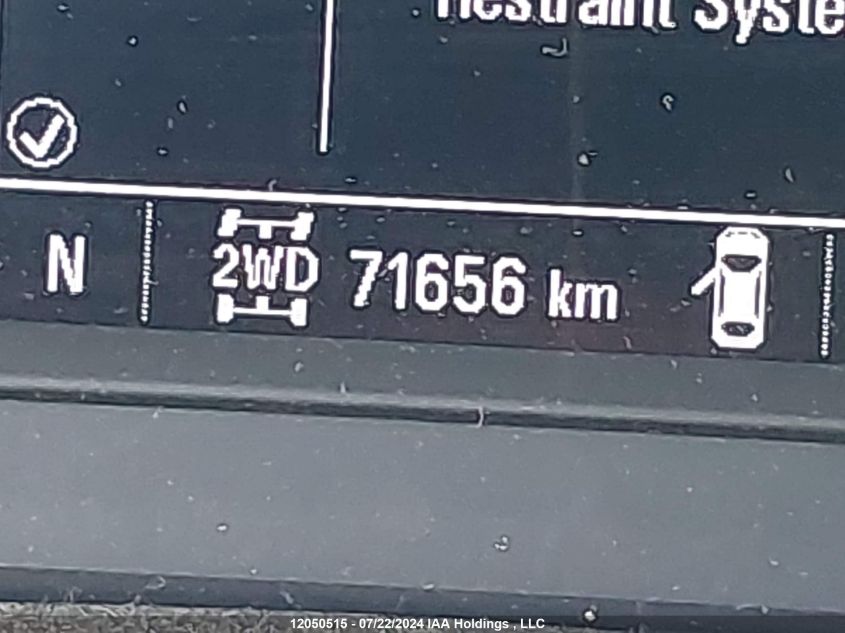 Restraint Syste
N 2WD 71656 km
12050515 - 07/22/2024 IAA Holdings , LLC